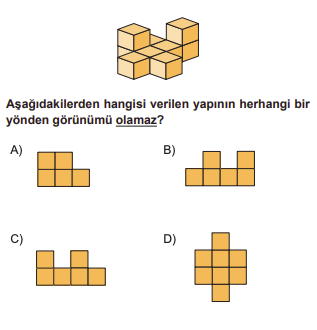 Aşağıdakilerden hangisi verilen yapının herhangi bir
yönden görünümü olamaz?
A)
B)
C)
D)